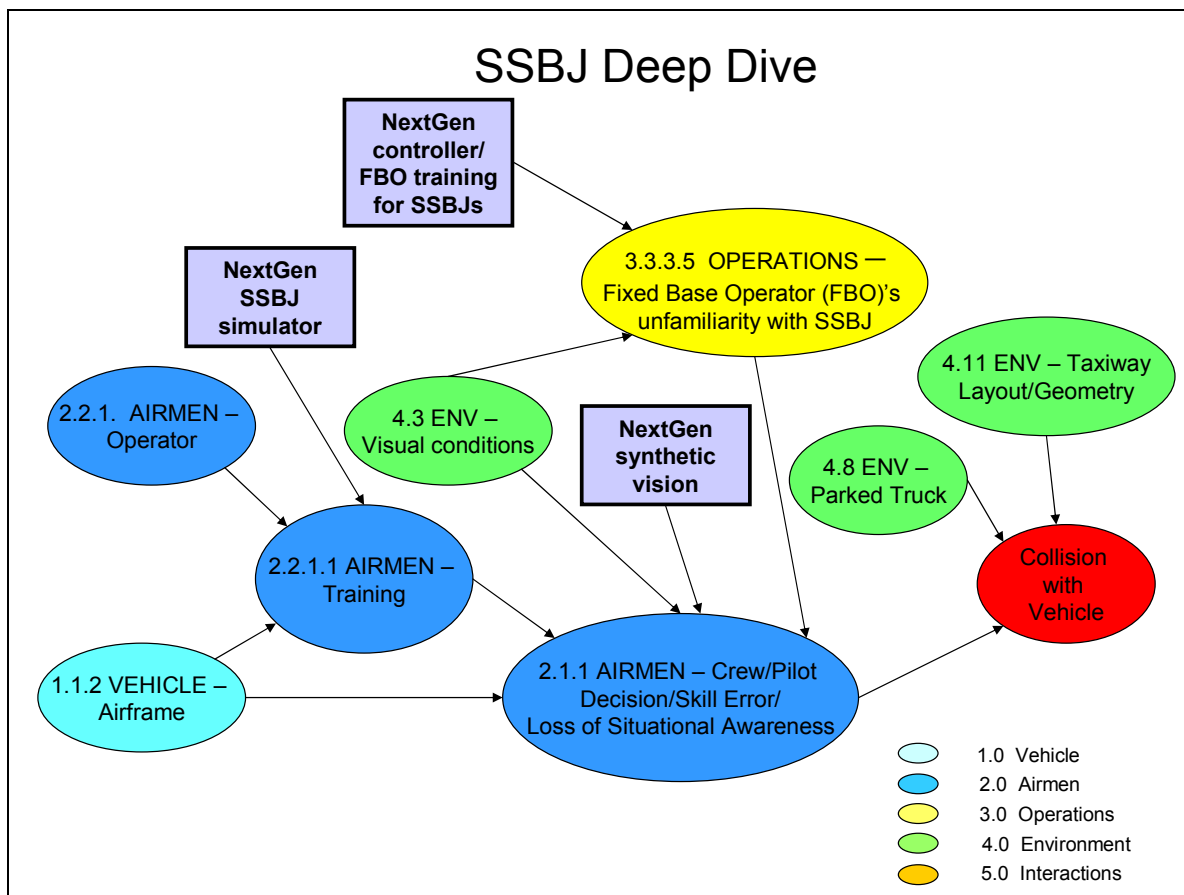 SSBJ Deep Dive
NextGen
controller/
FBO training
for SSBJs
3.3.3.5 OPERATIONS —
Fixed Base Operator (FBO)'s
unfamiliarity with SSBJ
NextGen
SSBJ
simulator
4.11 ENV – Taxiway
Layout/Geometry
2.2.1. AIRMEN –
Operator
4.3 ENV –
Visual conditions
NextGen
synthetic
vision
4.8 ENV –
Parked Truck
2.2.1.1 AIRMEN –
Training
Collision
with
Vehicle
1.1.2 VEHICLE –
Airframe
2.1.1 AIRMEN – Crew/Pilot
Decision/Skill Error/
Loss of Situational Awareness
1.0 Vehicle
2.0 Airmen
3.0 Operations
4.0 Environment
5.0 Interactions